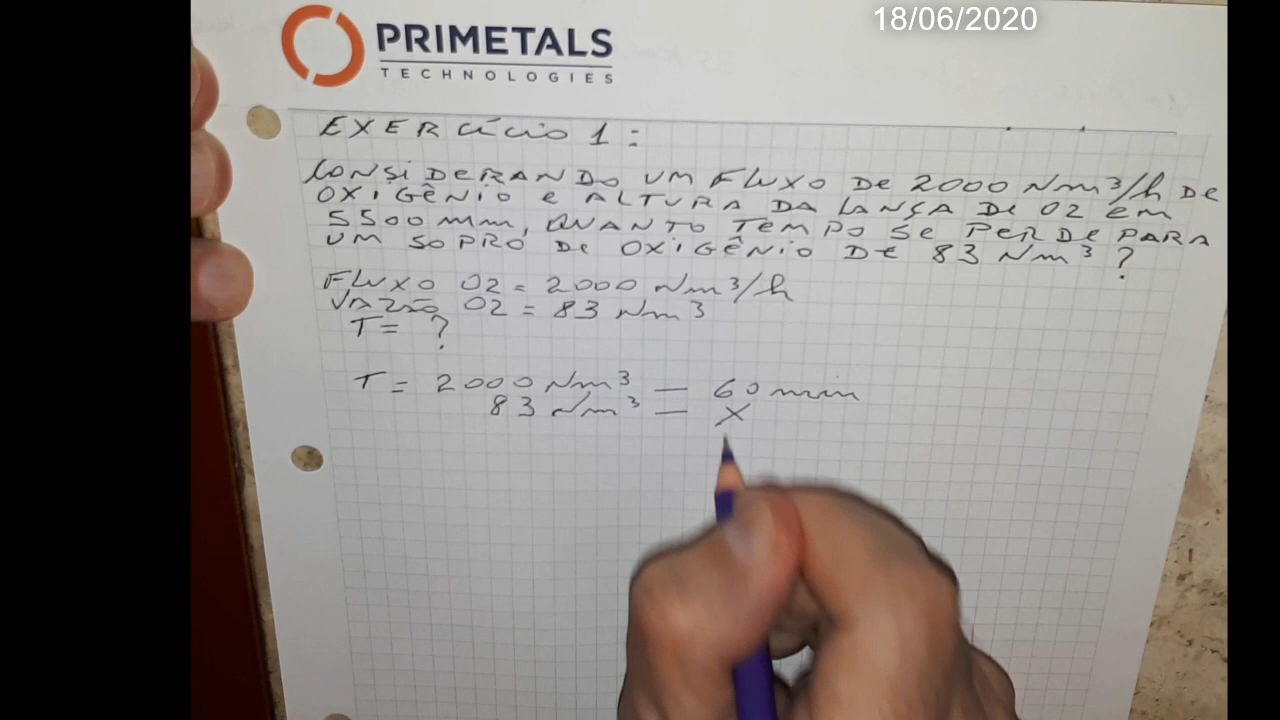 18/06/2020
PRIMETALS
TECHNOLOGIES
EXERCÍCIO 1:
CONSIDERANDO UM FLUXO DE 2000 Nm³/h DE
OXIGÊNIO E ALTURA DA LANÇA DE O2 EM
5500 mm, QUANTO TEMPO SE PERDE PARA
UM SOPRO DE OXIGÊNIO DE 83 Nm³?
FLUXO O2 = 2000 Nm³/h
VAZÃO O2 = 83 Nm³
T= ?
T = 2000 Nm³ — 60 min
83 Nm³ — X